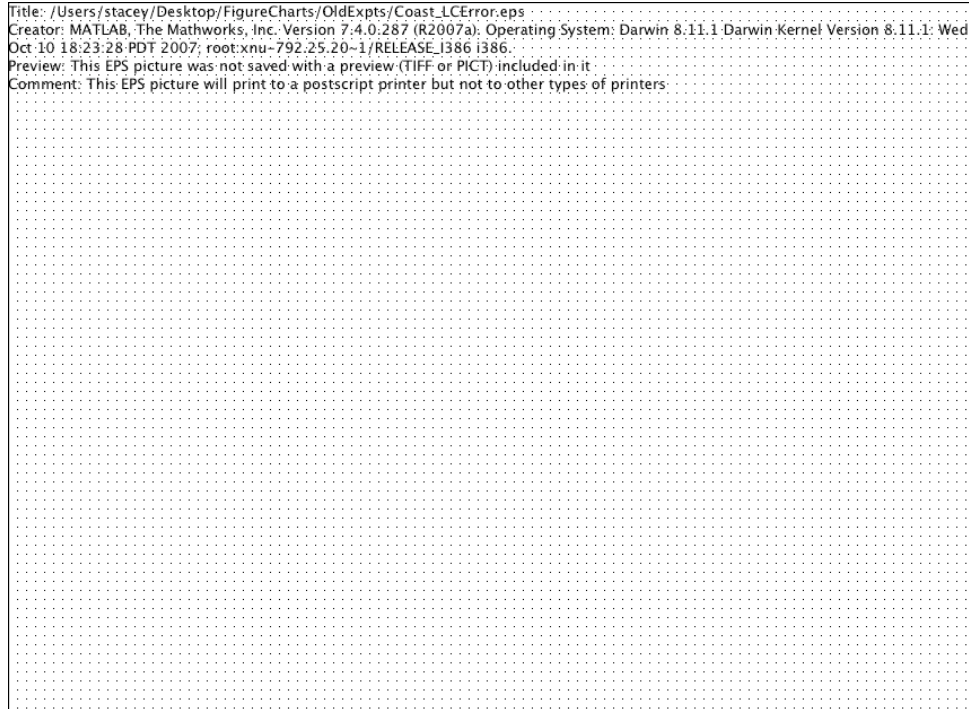 Title: /Users/stacey/Desktop/FigureCharts/OldExpts/Coast_LCError.eps
Creator: MATLAB, The Mathworks, Inc. Version 7.4.0.287 (R2007a). Operating System: Darwin 8.11.1 Darwin Kernel Version 8.11.1: Wed
Oct 10 18:23:28 PDT 2007; root:xnu-792.25.20~1/RELEASE_I386 i386.
Preview: This EPS picture was not saved with a preview (TIFF or PICT) included in it
Comment: This EPS picture will print to a postscript printer but not to other types of printers